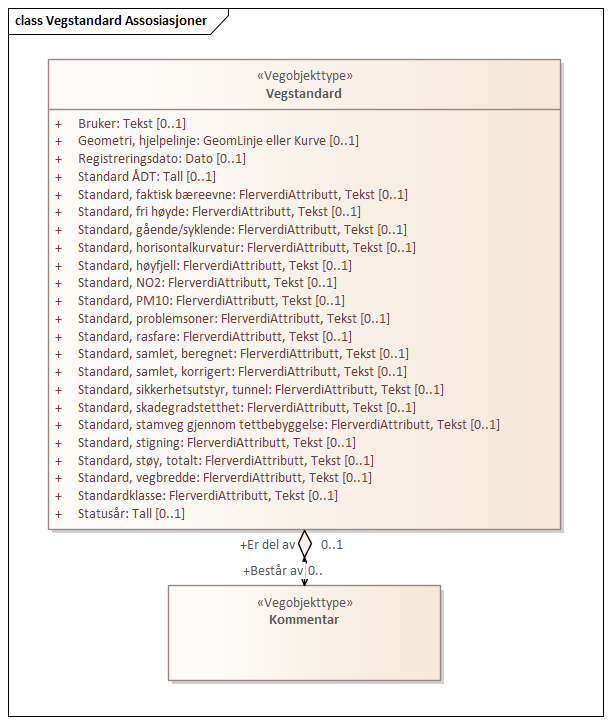 class Vegstandard Assosiasjoner
«Vegobjekttype»
Vegstandard
+ Bruker: Tekst [0..1]
+ Geometri, hjelpelinje: GeomLinje eller Kurve [0..1]
+ Registreringsdato: Dato [0..1]
+ Standard ÅDT: Tall [0..1]
+ Standard, faktisk bæreevne: FlerverdiAttributt, Tekst [0..1]
+ Standard, fri høyde: FlerverdiAttributt, Tekst [0..1]
+ Standard, gående/syklende: FlerverdiAttributt, Tekst [0..1]
+ Standard, horisontalkurvatur: FlerverdiAttributt, Tekst [0..1]
+ Standard, høyfjell: FlerverdiAttributt, Tekst [0..1]
+ Standard, NO2: FlerverdiAttributt, Tekst [0..1]
+ Standard, PM10: FlerverdiAttributt, Tekst [0..1]
+ Standard, problemsoner: FlerverdiAttributt, Tekst [0..1]
+ Standard, rasfare: FlerverdiAttributt, Tekst [0..1]
+ Standard, samlet, beregnet: FlerverdiAttributt, Tekst [0..1]
+ Standard, samlet, korrigert: FlerverdiAttributt, Tekst [0..1]
+ Standard, sikkerhetsutstyr, tunnel: FlerverdiAttributt, Tekst [0..1]
+ Standard, skadegradstetthet: FlerverdiAttributt, Tekst [0..1]
+ Standard, stamveg gjennom tettbebyggelse: FlerverdiAttributt, Tekst [0..1]
+ Standard, stigning: FlerverdiAttributt, Tekst [0..1]
+ Standard, støy, totalt: FlerverdiAttributt, Tekst [0..1]
+ Standard, vegbredde: FlerverdiAttributt, Tekst [0..1]
+ Standardklasse: FlerverdiAttributt, Tekst [0..1]
+ Statusår: Tall [0..1]
+Er del av 0..1
+Består av 0..
«Vegobjekttype»
Kommentar